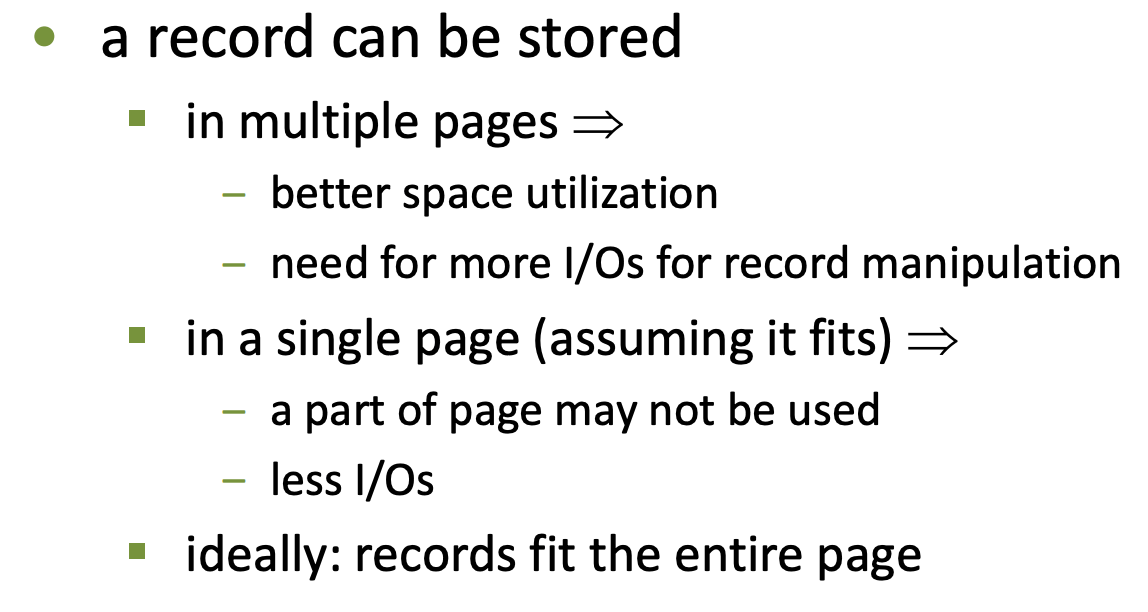 • a record can be stored
▪ in multiple pages ⇒
– better space utilization
– need for more I/Os for record manipulation
▪ in a single page (assuming it fits) ⇒
– a part of page may not be used
– less I/Os
▪ ideally: records fit the entire page